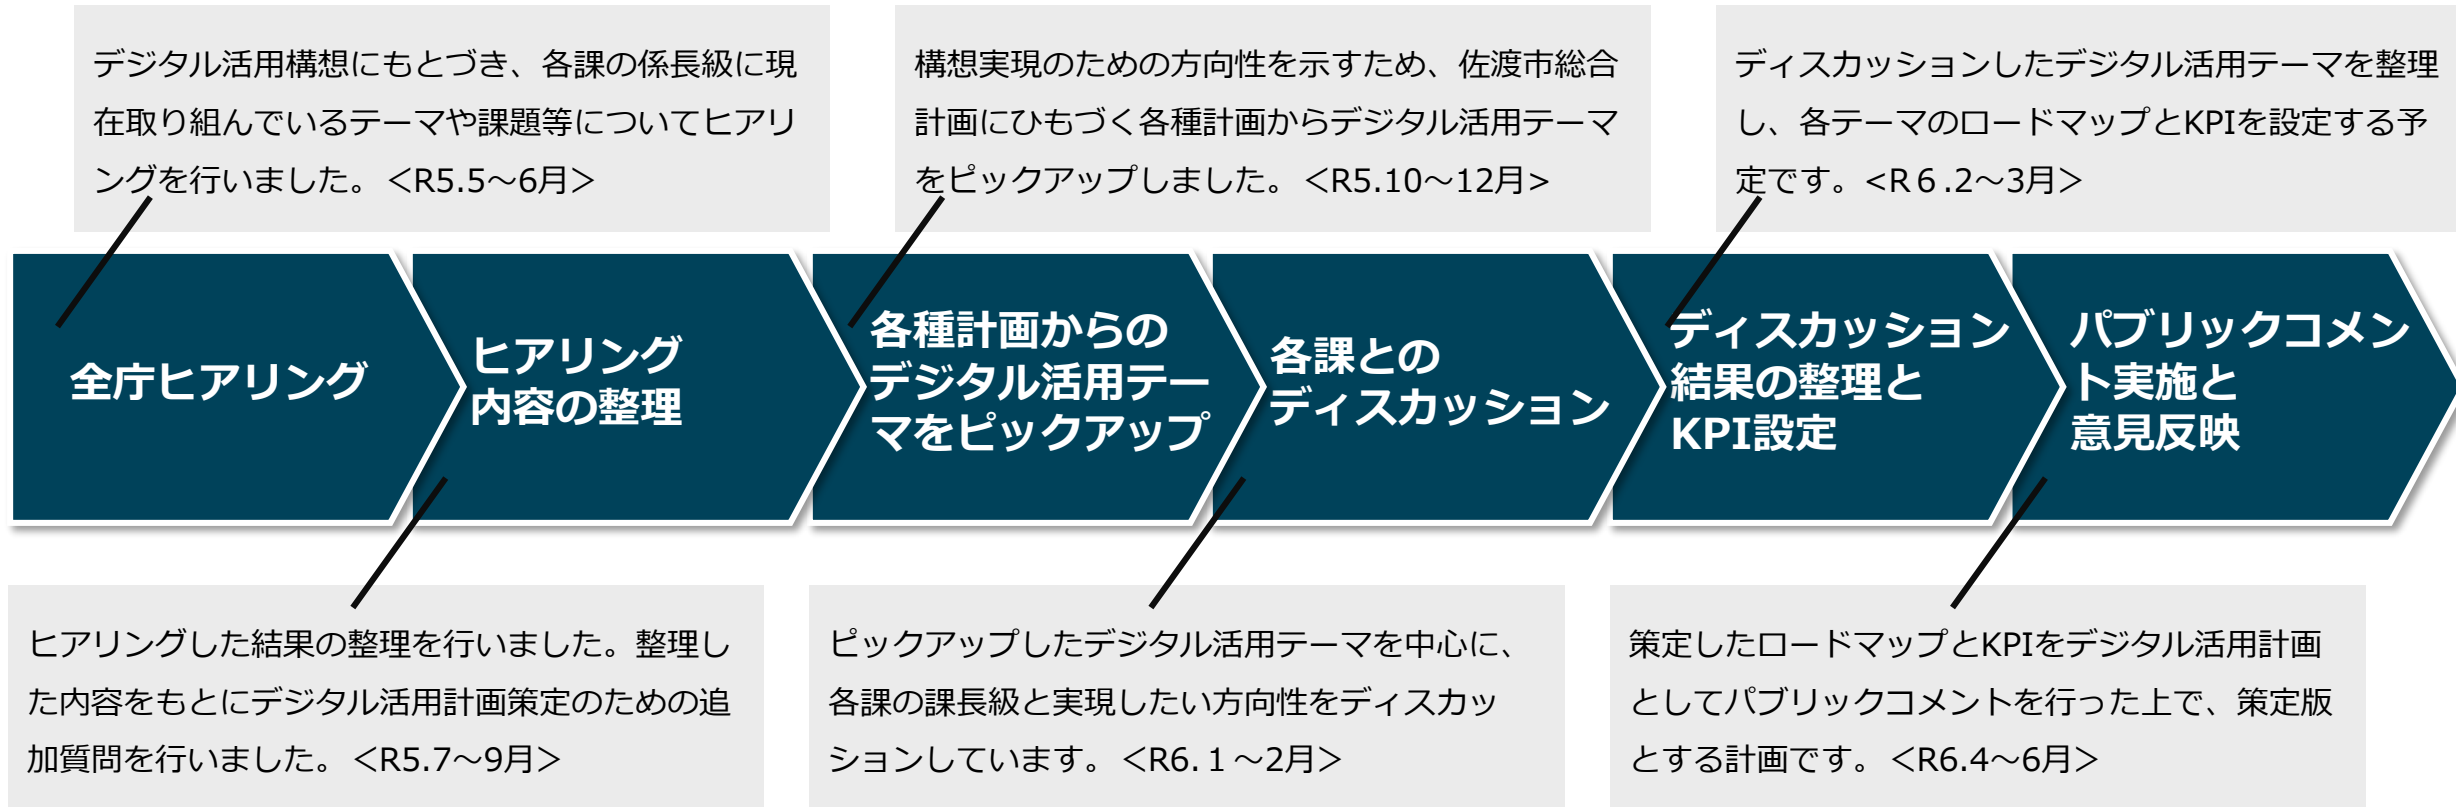 デジタル活用構想にもとづき、各課の係長級に現
在取り組んでいるテーマや課題等についてヒアリ
ングを行いました。＜R5.5～6月＞
構想実現のための方向性を示すため、佐渡市総合
計画にひもづく各種計画からデジタル活用テーマ
をピックアップしました。＜R5.10～12月>
ディスカッションしたデジタル活用テーマを整理
し、各テーマのロードマップとKPIを設定する予
定です。<R６.2～3月＞
全庁ヒアリング
ヒアリング
内容の整理
各種計画からの
デジタル活用テー
マをピックアップ
各課との
ディスカッション
ディスカッション
結果の整理と
KPI設定
パブリックコメン
ト実施と
意見反映
ヒアリングした結果の整理を行いました。整理し
た内容をもとにデジタル活用計画策定のための追
加質問を行いました。＜R5.7～9月＞
ピックアップしたデジタル活用テーマを中心に、
各課の課長級と実現したい方向性をディスカッ
ションしています。＜R6.１～2月＞
策定したロードマップとKPIをデジタル活用計画
としてパブリックコメントを行った上で、策定版
とする計画です。＜R6.4～6月＞